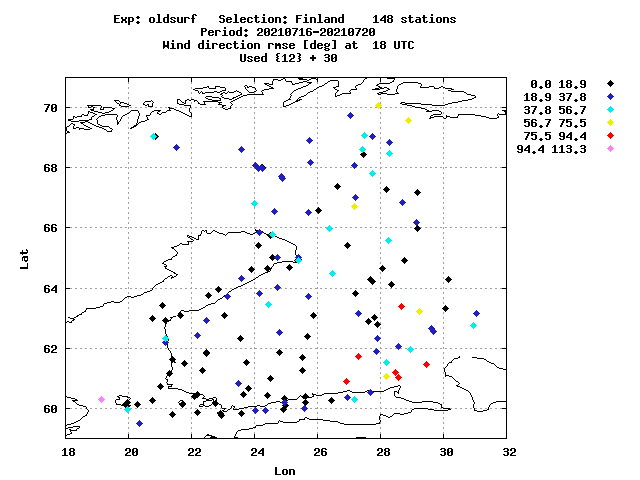 Exp: oldsurf Selection: Finland 148 stations
Period: 20210716-20210720
Wind direction rmse [deg] at 18 UTC
Used {12} + 30
0.0 18.9
18.9 37.8
37.8 56.7
56.7 75.5
75.5 94.4
94.4 113.3
70
68
66
64
62
60
Lat
18 20 22 24 26 28 30 32
Lon